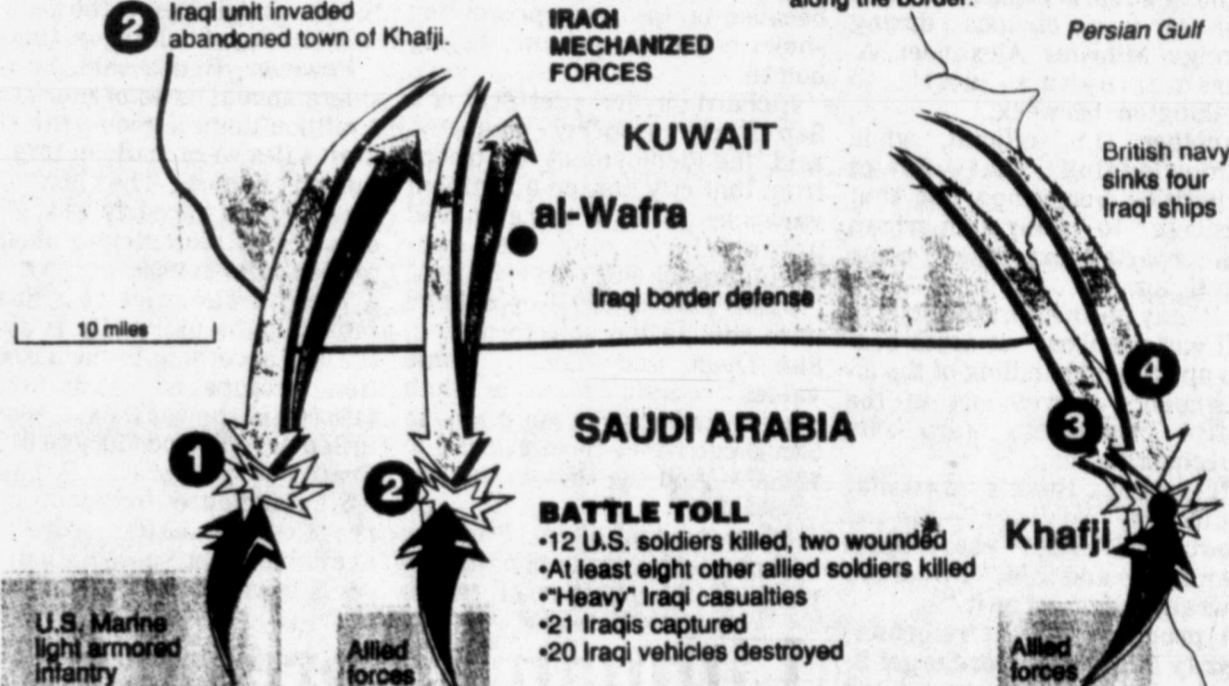 2
Iraqi unit invaded
abandoned town of Khafji.
IRAQI
MECHANIZED
FORCES
along the border.
Persian Gulf
KUWAIT
British navy
sinks four
Iraqi ships
al-Wafra
Iraqi border defense
10 miles
4
3
SAUDI ARABIA
1
2
BATTLE TOLL
•12 U.S. soldiers killed, two wounded
•At least eight other allied soldiers killed
•"Heavy" Iraqi casualties
•21 Iraqis captured
•20 Iraqi vehicles destroyed
Khafji
U.S. Marine
light armored
infantry
Allied
forces
Allied
forces